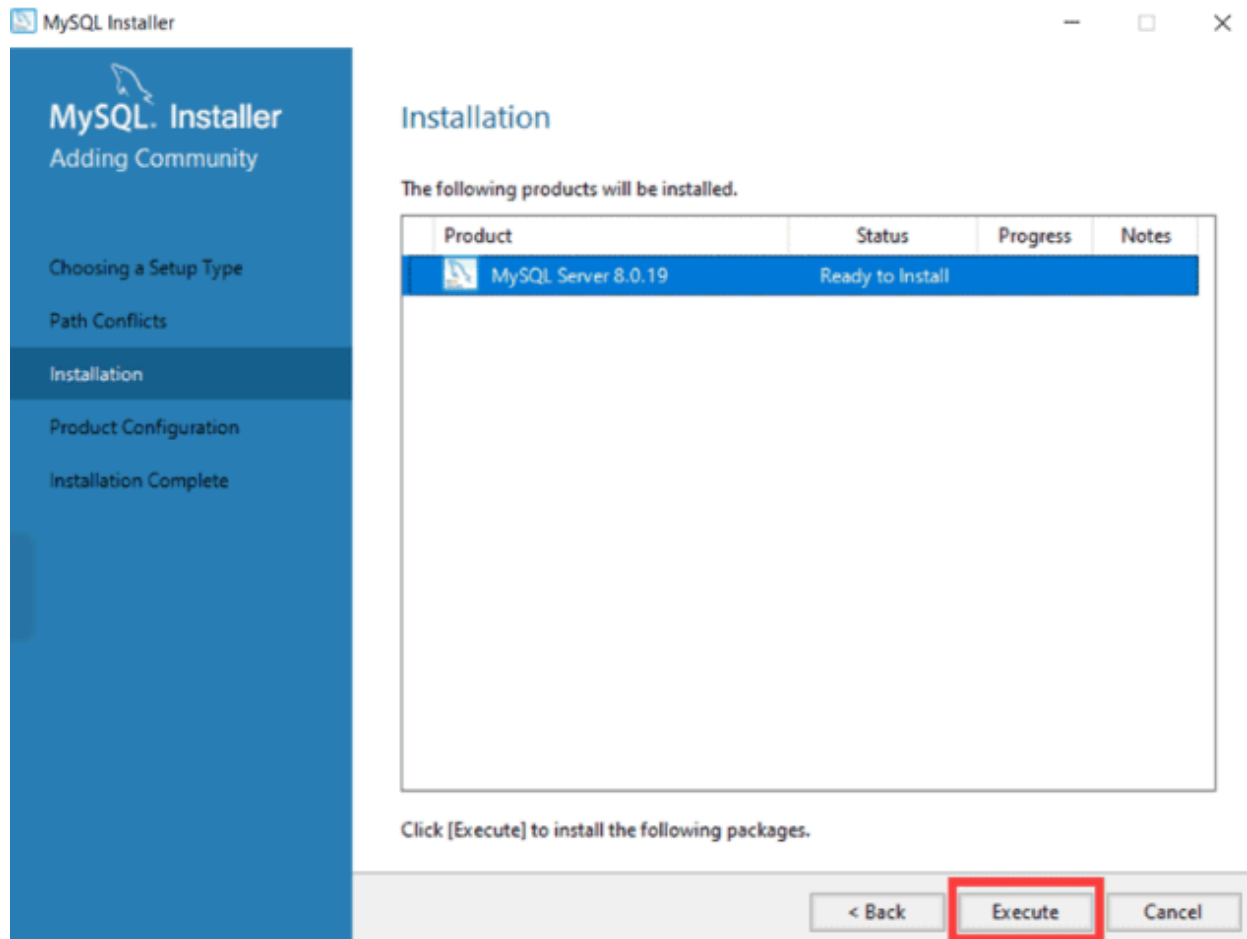 MySQL Installer
MySQL. Installer
Adding Community
Choosing a Setup Type
Path Conflicts
Installation
Product Configuration
Installation Complete
Installation
The following products will be installed.
Product Status Progress Notes
MySQL Server 8.0.19 Ready to Install
Click [Execute] to install the following packages.
< Back Execute Cancel